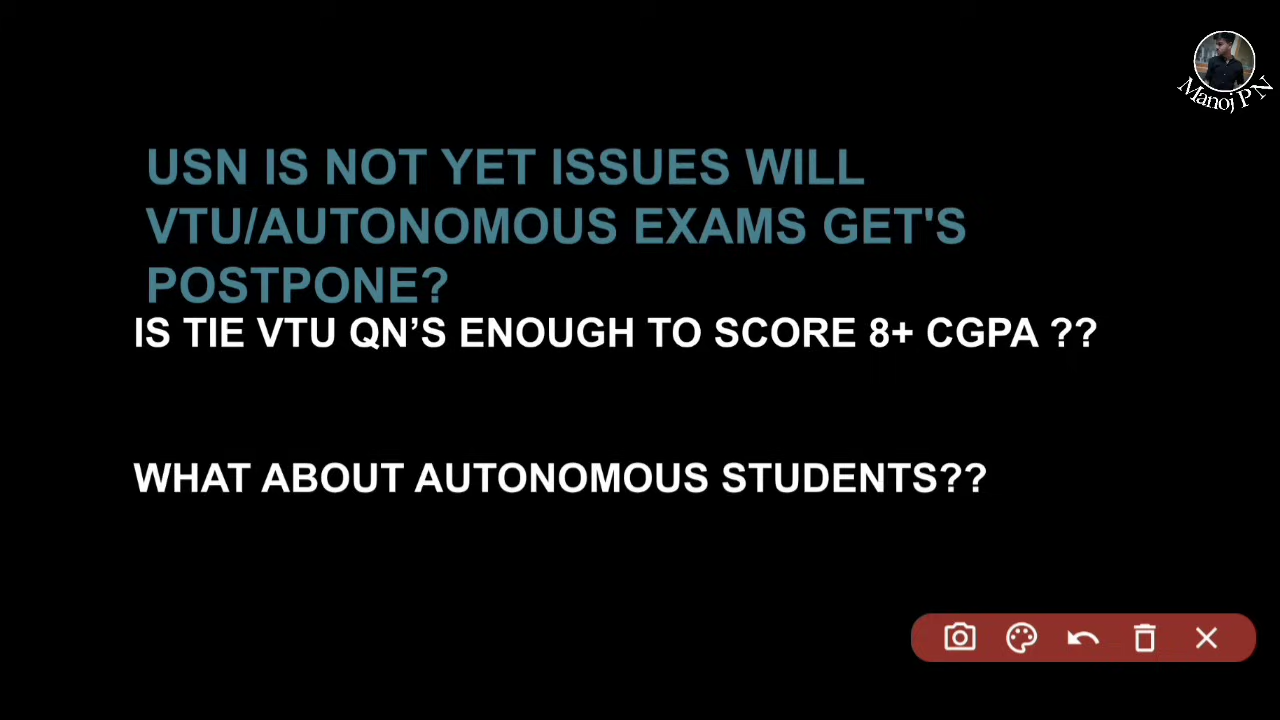 Manoj P N
USN IS NOT YET ISSUES WILL
VTU/AUTONOMOUS EXAMS GET'S
POSTPONE?
IS TIE VTU QN’S ENOUGH TO SCORE 8+ CGPA ??
WHAT ABOUT AUTONOMOUS STUDENTS??